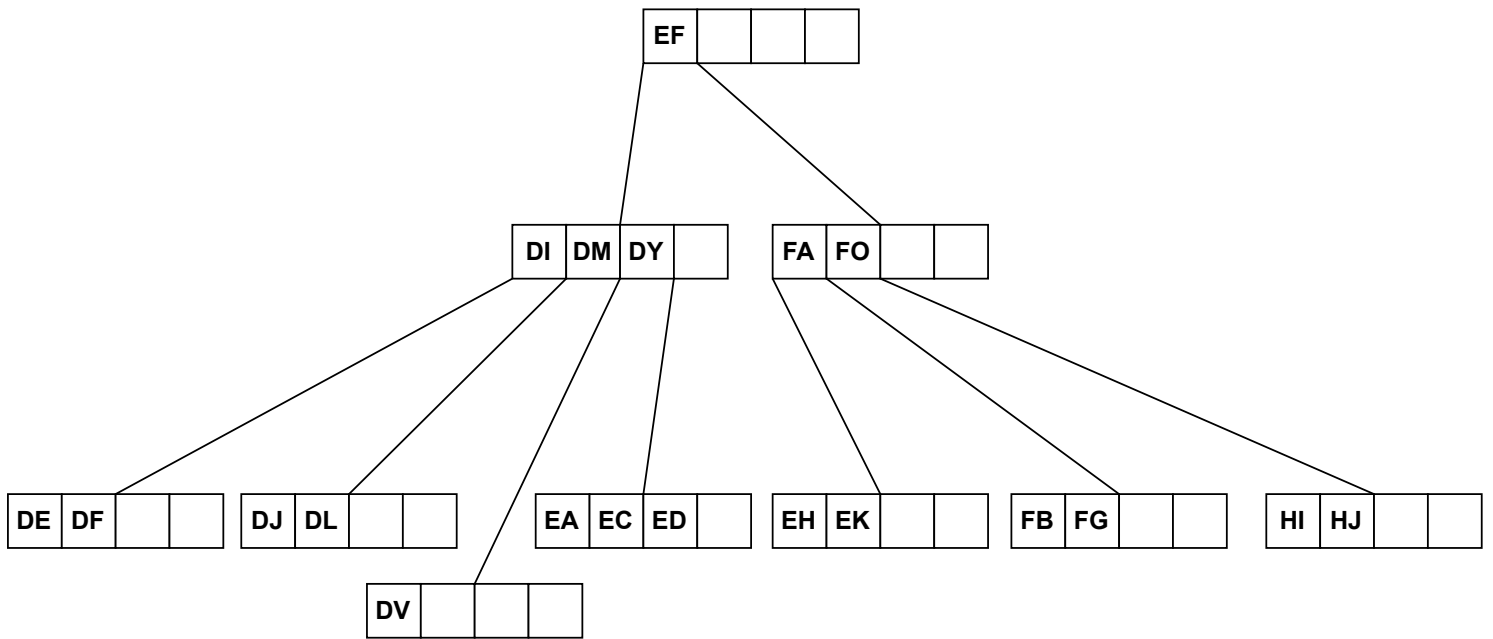 EF
DI DM DY
FA FO
DE DF
DJ DL
EA EC ED
EH EK
FB FG
HI HJ
DV